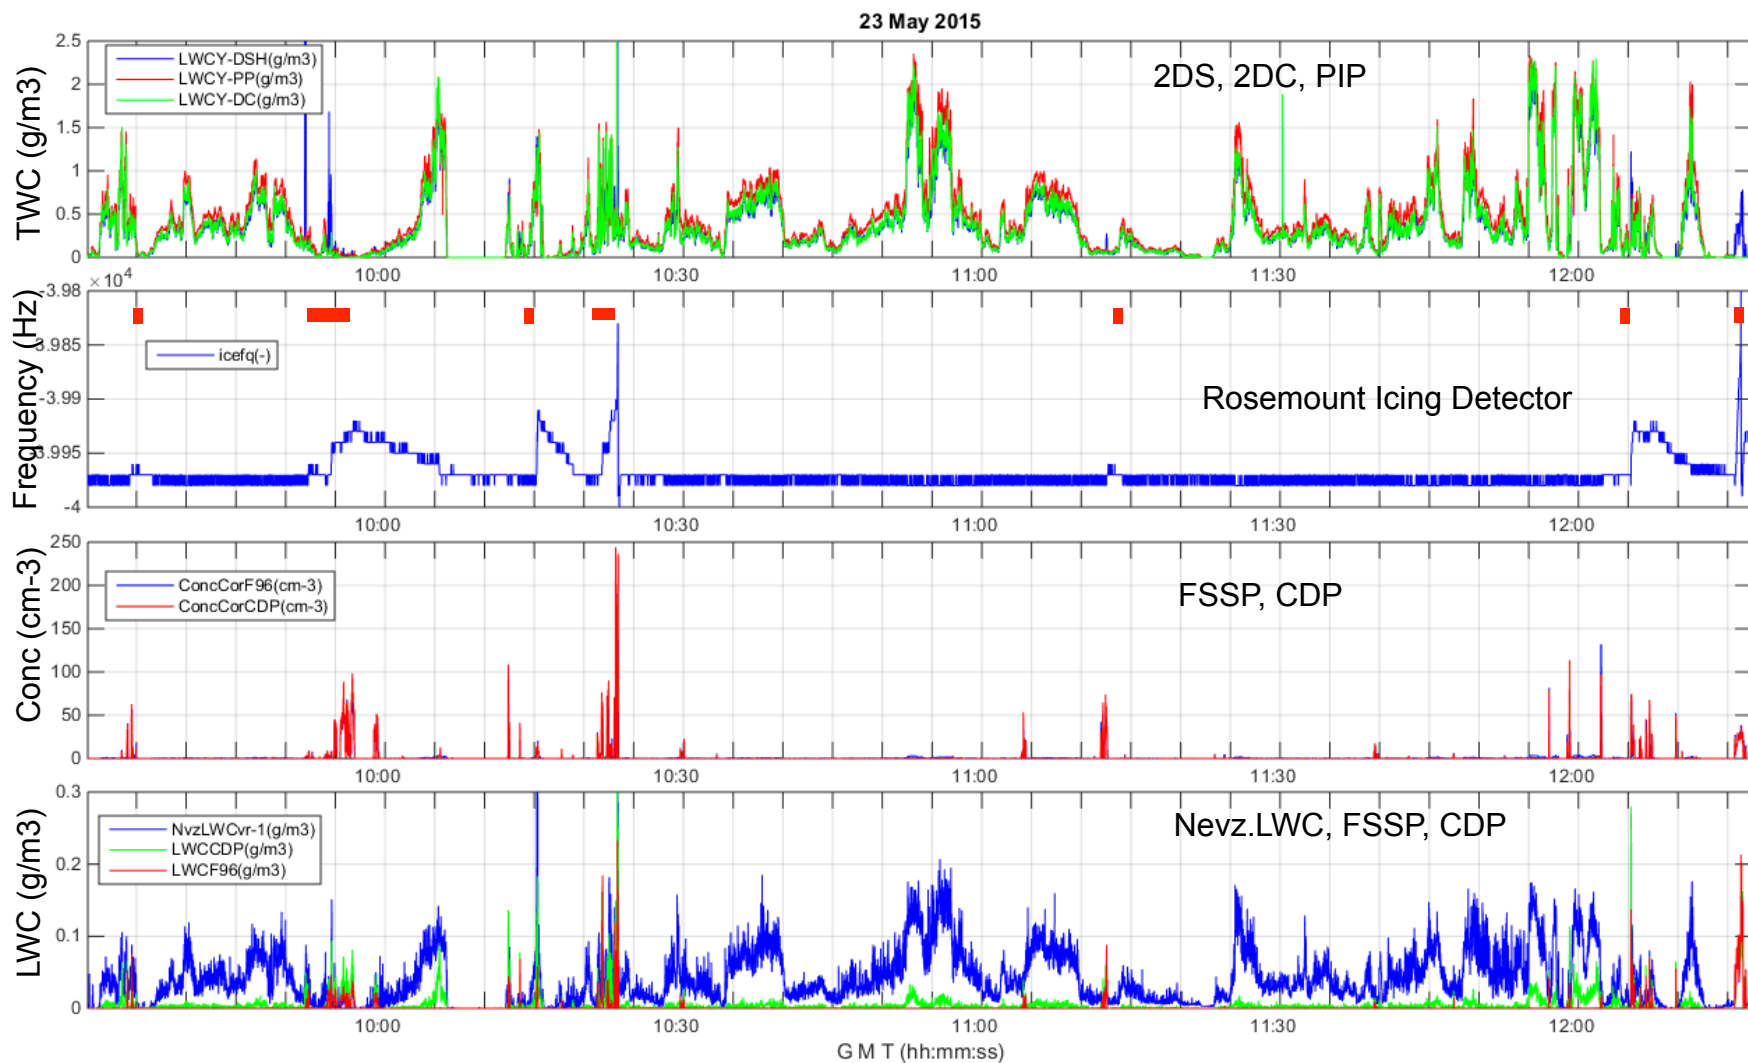 23 May 2015
TWC (g/m3)
2.5
2
1.5
1
0.5
0
LWCY-DSH(g/m3)
LWCY-PP(g/m3)
LWCY-DC(g/m3)
2DS, 2DC, PIP
10:00 10:30 11:00 11:30 12:00
× 10^4
Frequency (Hz)
-3.98
3.985
-3.99
3.995
-4
icefq(-)
Rosemount Icing Detector
10:00 10:30 11:00 11:30 12:00
Conc (cm-3)
250
200
150
100
50
0
ConcCorF96(cm-3)
ConcCorCDP(cm-3)
FSSP, CDP
10:00 10:30 11:00 11:30 12:00
LWC (g/m3)
0.3
0.2
0.1
0
NvzLWCvr-1(g/m3)
LWCCDP(g/m3)
LWCF96(g/m3)
Nevz.LWC, FSSP, CDP
10:00 10:30 11:00 11:30 12:00
G M T (hh:mm:ss)